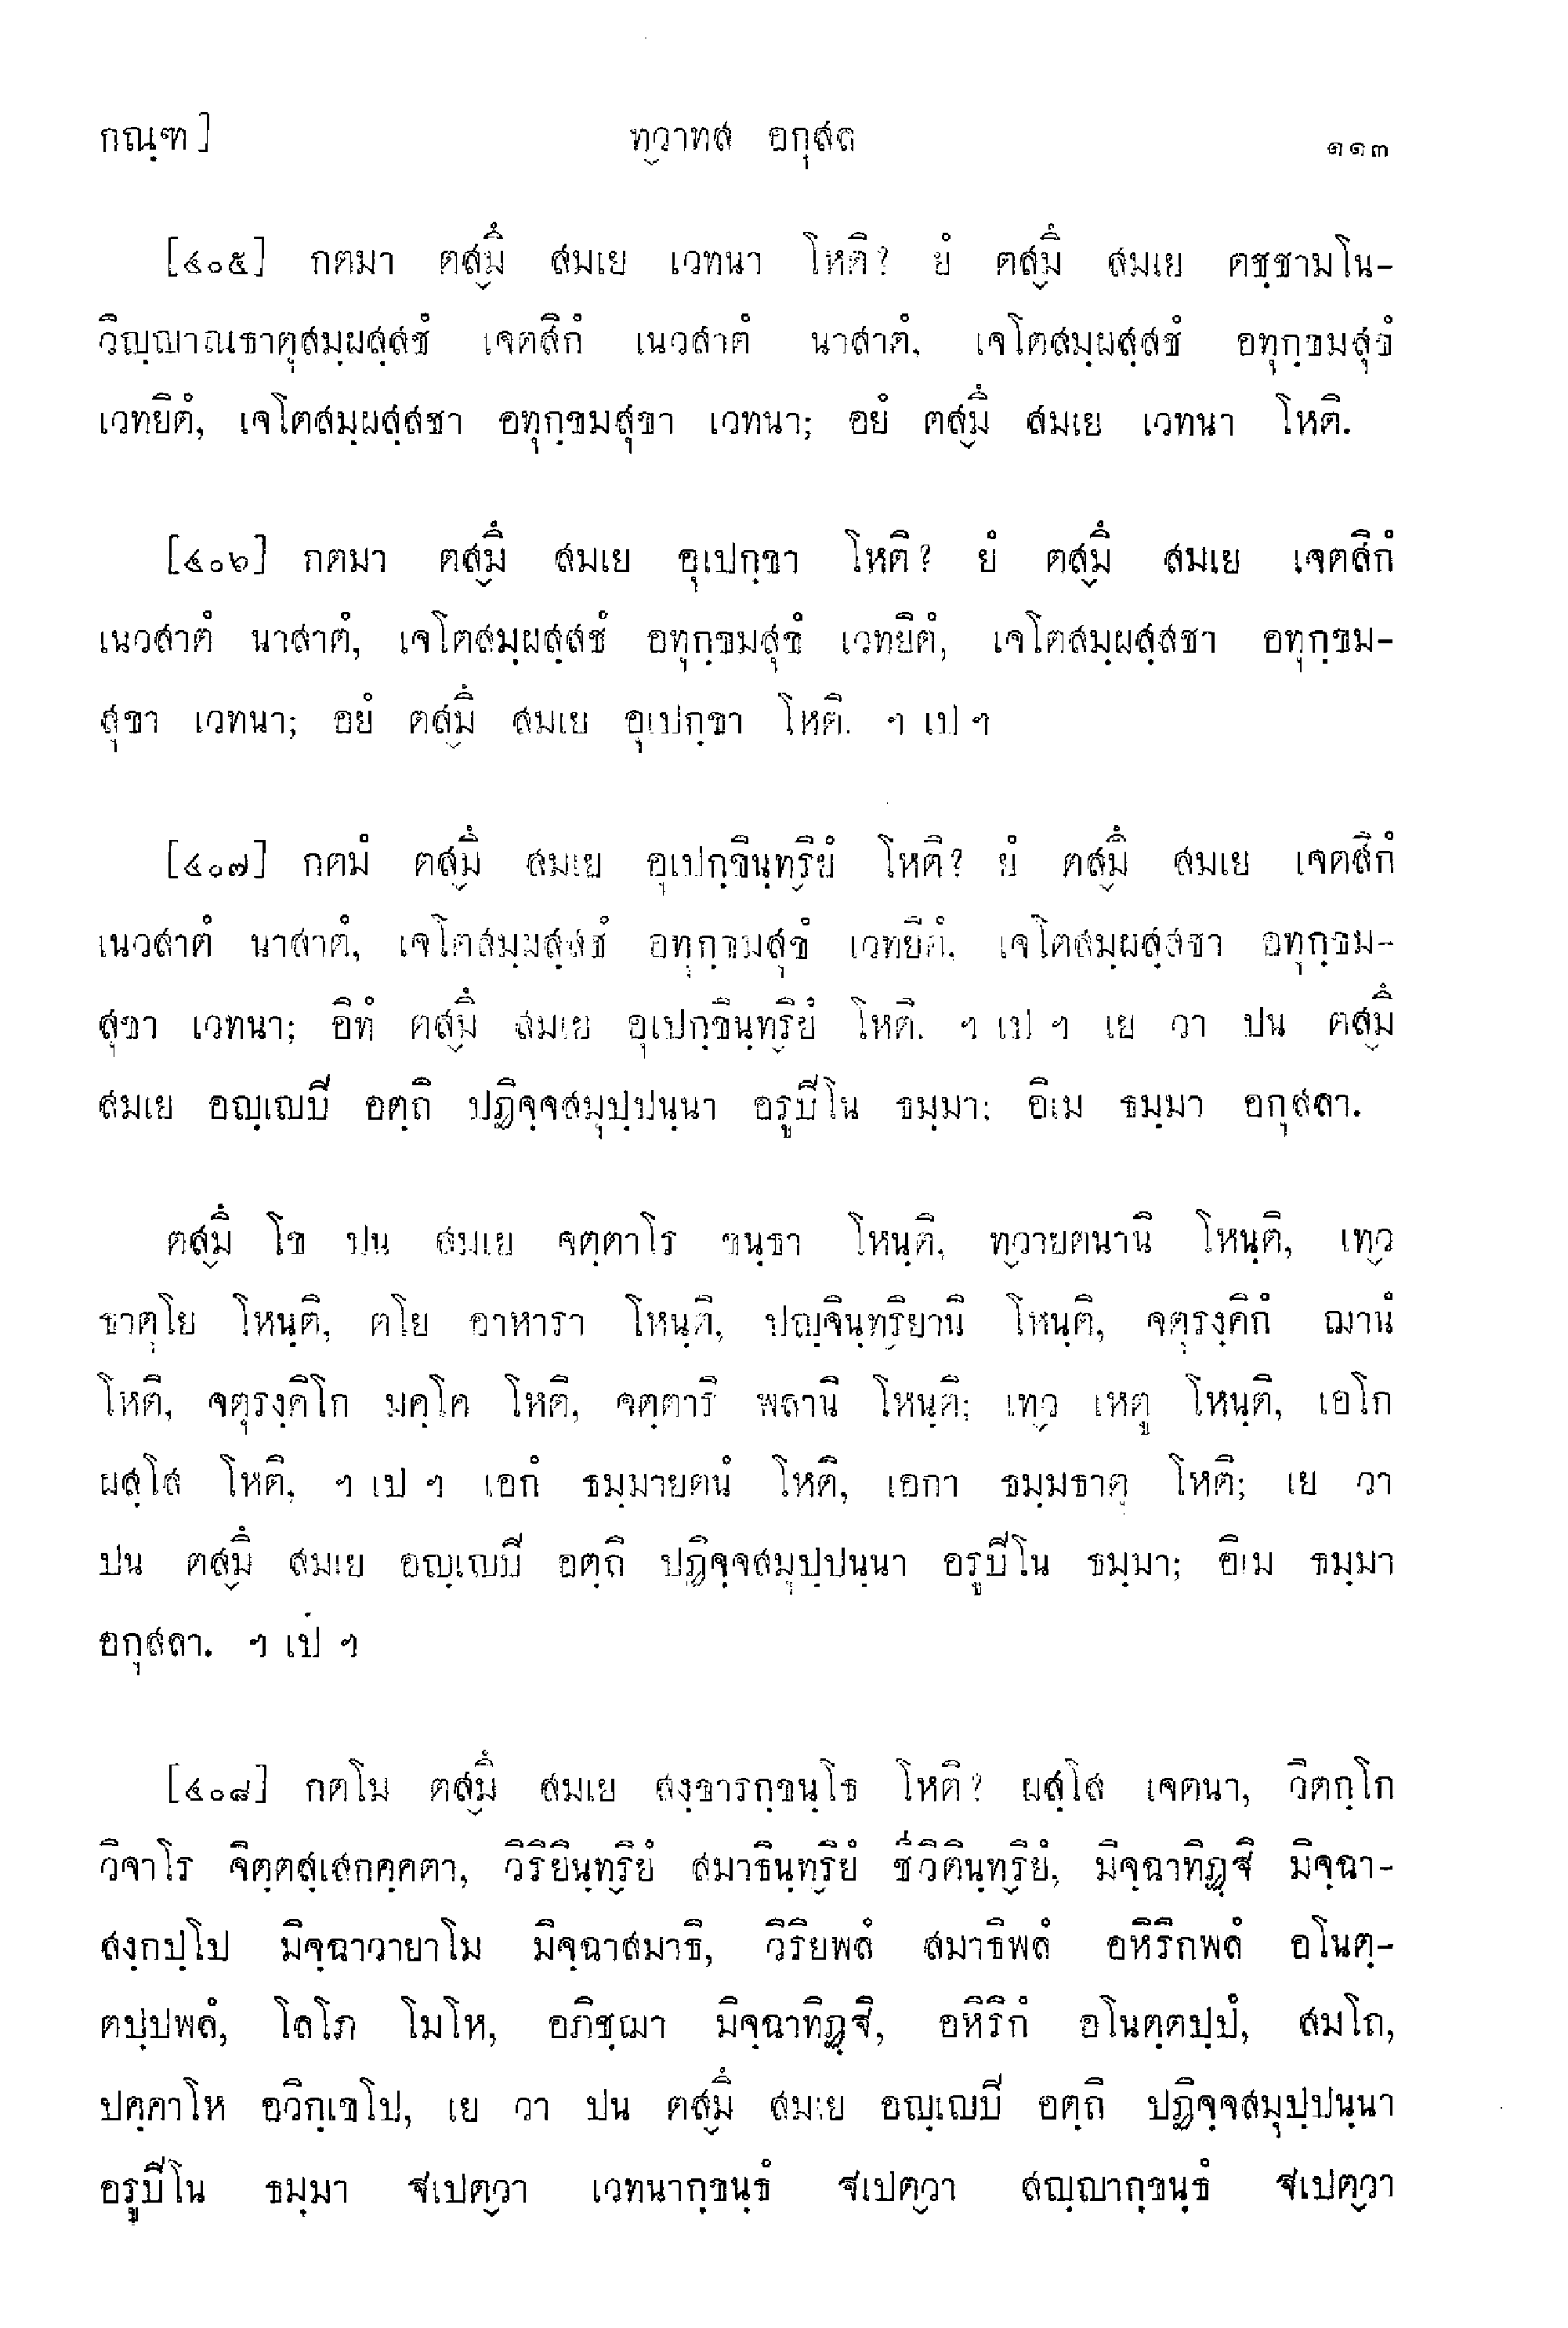 กณฺฑ] ทฺวาทส อกุสล ๑๑๓
[๔๐๕] กตมา ตสฺมึ สมเย เวทนา โหติ? ยํ ตสฺมึ สมเย ตชฺชามโน-
วิญฺญาณธาตุสมฺผสฺสชํ เจตสิกํ เนวสาตํ นาสาตํ, เจโตสมฺผสฺสชํ อทุกฺขมสุขํ
เวทยิตํ, เจโตสมฺผสฺสชา อทุกฺขมสุขา เวทนา; อยํ ตสฺมึ สมเย เวทนา โหติ.
[๔๐๖] กตมา ตสฺมึ สมเย อุเปกฺขา โหติ? ยํ ตสฺมึ สมเย เจตสิกํ
เนวสาตํ นาสาตํ, เจโตสมฺผสฺสชํ อทุกฺขมสุขํ เวทยิตํ, เจโตสมฺผสฺสชา อทุกฺขม-
สุขา เวทนา; อยํ ตสฺมึ สมเย อุเปกฺขา โหติ. ฯ เป ฯ
[๔๐๗] กตมํ ตสฺมึ สมเย อุเปกฺขินฺทฺริยํ โหติ? ยํ ตสฺมึ สมเย เจตสิกํ
เนวสาตํ นาสาตํ, เจโตสมฺมสฺสชํ อทุกฺขมสุขํ เวทยิตํ, เจโตสมฺผสฺสชา อทุกฺขม-
สุขา เวทนา; อิทํ ตสฺมึ สมเย อุเปกฺขินฺทฺริยํ โหติ. ฯ เป ฯ เย วา ปน ตสฺมึ
สมเย อญฺเญปิ อตฺถิ ปฏิจฺจสมุปฺปนฺนา อรูปิโน ธมฺมา; อิเม ธมฺมา อกุสลา.
ตสฺมึ โข ปน สมเย จตฺตาโร ขนฺธา โหนฺติ, ทฺวายตนานิ โหนฺติ, เทฺว
ธาตุโย โหนฺติ, ตโย อาหารา โหนฺติ, ปญฺจินฺทฺริยานิ โหนฺติ, จตุรงฺคิกํ ฌานํ
โหติ, จตุรงฺคิโก มคฺโค โหติ, จตฺตาริ พลานิ โหนฺติ; เทฺว เหตู โหนฺติ, เอโก
ผสฺโส โหติ, ฯ เป ฯ เอกํ ธมฺมายตนํ โหติ, เอกา ธมฺมธาตุ โหติ; เย วา
ปน ตสฺมึ สมเย อญฺเญปิ อตฺถิ ปฏิจฺจสมุปฺปนฺนา อรูปิโน ธมฺมา; อิเม ธมฺมา
อกุสลา. ฯ เป ฯ
[๔๐๘] กตโม ตสฺมึ สมเย สงฺขารกฺขนฺโธ โหติ? ผสฺโส เจตนา, วิตกฺโก
วิจาโร จิตฺตสฺเสกคฺคตา, วิริยินฺทฺริยํ สมาธินฺทฺริยํ ชีวิตินฺทฺริยํ, มิจฺฉาทิฏฺฐิ มิจฺฉา-
สงฺกปฺโป มิจฺฉาวายาโม มิจฺฉาสมาธิ, วิริยพลํ สมาธิพลํ อหิริกพลํ อโนตฺ-
ตปฺปพลํ, โลโภ โมโห, อภิชฺฌา มิจฺฉาทิฏฺฐิ, อหิริกํ อโนตฺตปฺปํ, สมโถ,
ปคฺคาโห อวิกฺเขโป, เย วา ปน ตสฺมึ สมเย อญฺเญปิ อตฺถิ ปฏิจฺจสมุปฺปนฺนา
อรูปิโน ธมฺมา ฐเปตฺวา เวทนากฺขนฺธํ ฐเปตฺวา สญฺญากฺขนฺธํ ฐเปตฺวา